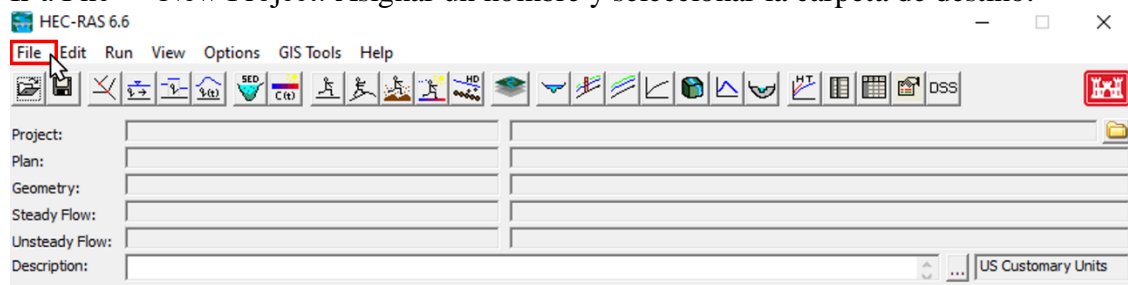 HEC-RAS 6.6
File Edit Run View Options GIS Tools Help
SED C(t) HD HT DSS
Project:
Plan:
Geometry:
Steady Flow:
Unsteady Flow:
Description: ... US Customary Units